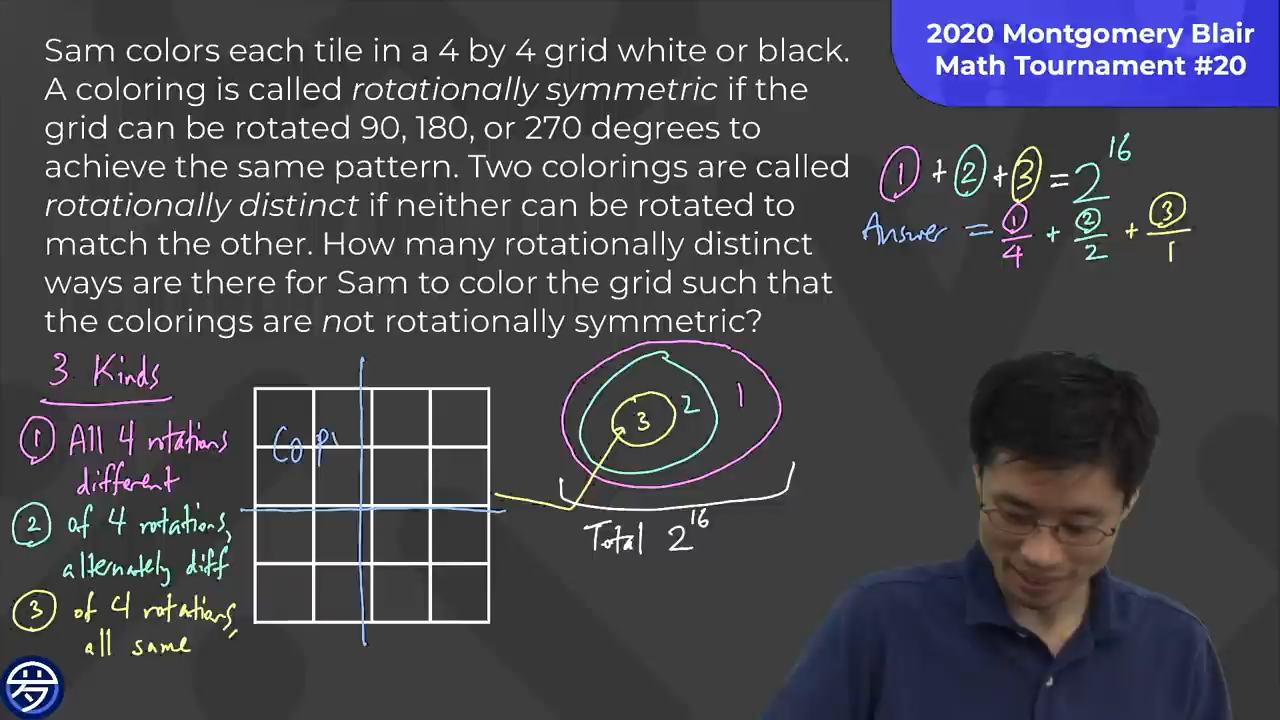 Sam colors each tile in a 4 by 4 grid white or black.
A coloring is called rotationally symmetric if the
grid can be rotated 90, 180, or 270 degrees to
achieve the same pattern. Two colorings are called
rotationally distinct if neither can be rotated to
match the other. How many rotationally distinct
ways are there for Sam to color the grid such that
the colorings are not rotationally symmetric?
2020 Montgomery Blair
Math Tournament #20
① + ② + ③ = 2^16
Answer = ①/4 + ②/2 + ③/1
3 Kinds
① All 4 rotations
different
② of 4 rotations,
alternately diff
③ of 4 rotations,
all same
Cop
3 2 1
Total 2^16